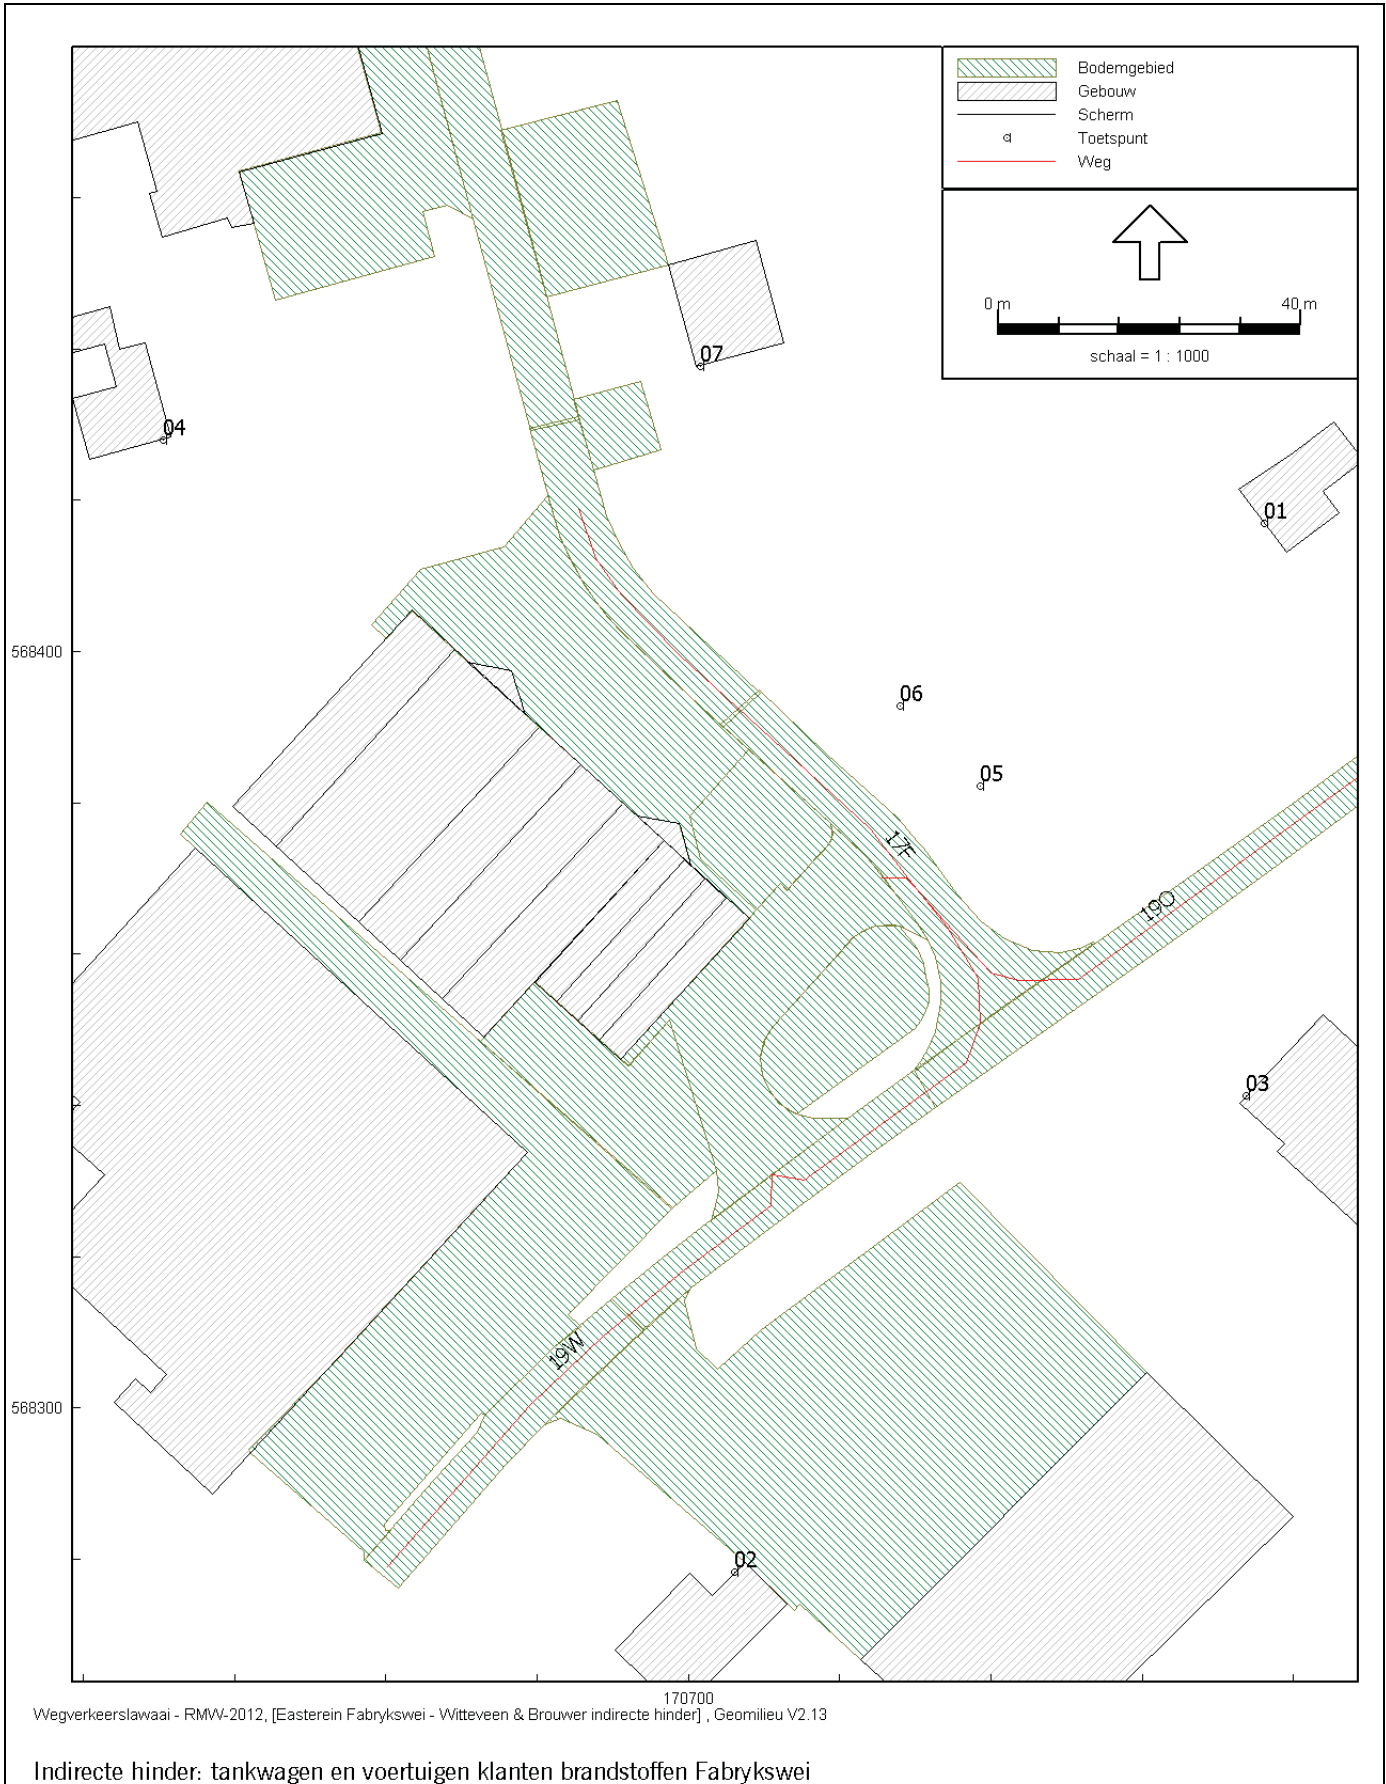 Bodemgebied
Gebouw
Scherm
Toetspunt
Weg
0 m 40 m
schaal = 1 : 1000
07
04
01
568400
06
05
17F
19O
03
19W
568300
02
170700
Wegverkeerslawaai - RMW-2012, [Easterein Fabrykswei - Witteveen & Brouwer indirecte hinder] , Geomilieu V2.13
Indirecte hinder: tankwagen en voertuigen klanten brandstoffen Fabrykswei